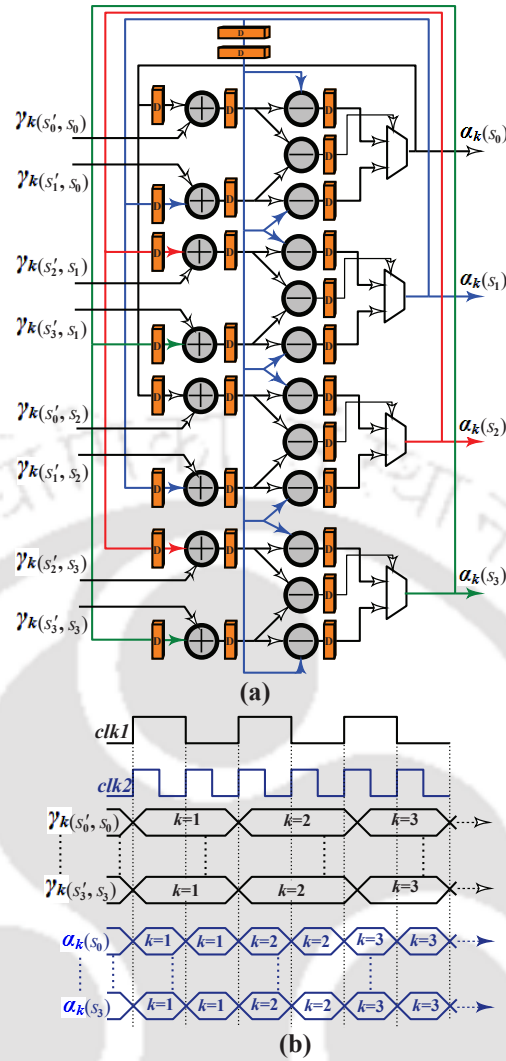 D
D
γk(s′0, s0)
D
+
D
−
D
−
αk(s0)
γk(s′1, s0)
D
+
D
−
D
γk(s′2, s1)
D
+
D
−
D
−
αk(s1)
γk(s′3, s1)
D
+
D
−
D
γk(s′0, s2)
D
+
D
−
D
−
αk(s2)
γk(s′1, s2)
D
+
D
−
D
γk(s′2, s3)
D
+
D
−
D
−
αk(s3)
γk(s′3, s3)
D
+
D
−
D
(a)
clk1
clk2
γk(s′0, s0) k=1 k=2 k=3
γk(s′3, s3) k=1 k=2 k=3
αk(s0) k=1 k=1 k=2 k=2 k=3 k=3
αk(s3) k=1 k=1 k=2 k=2 k=3 k=3
(b)